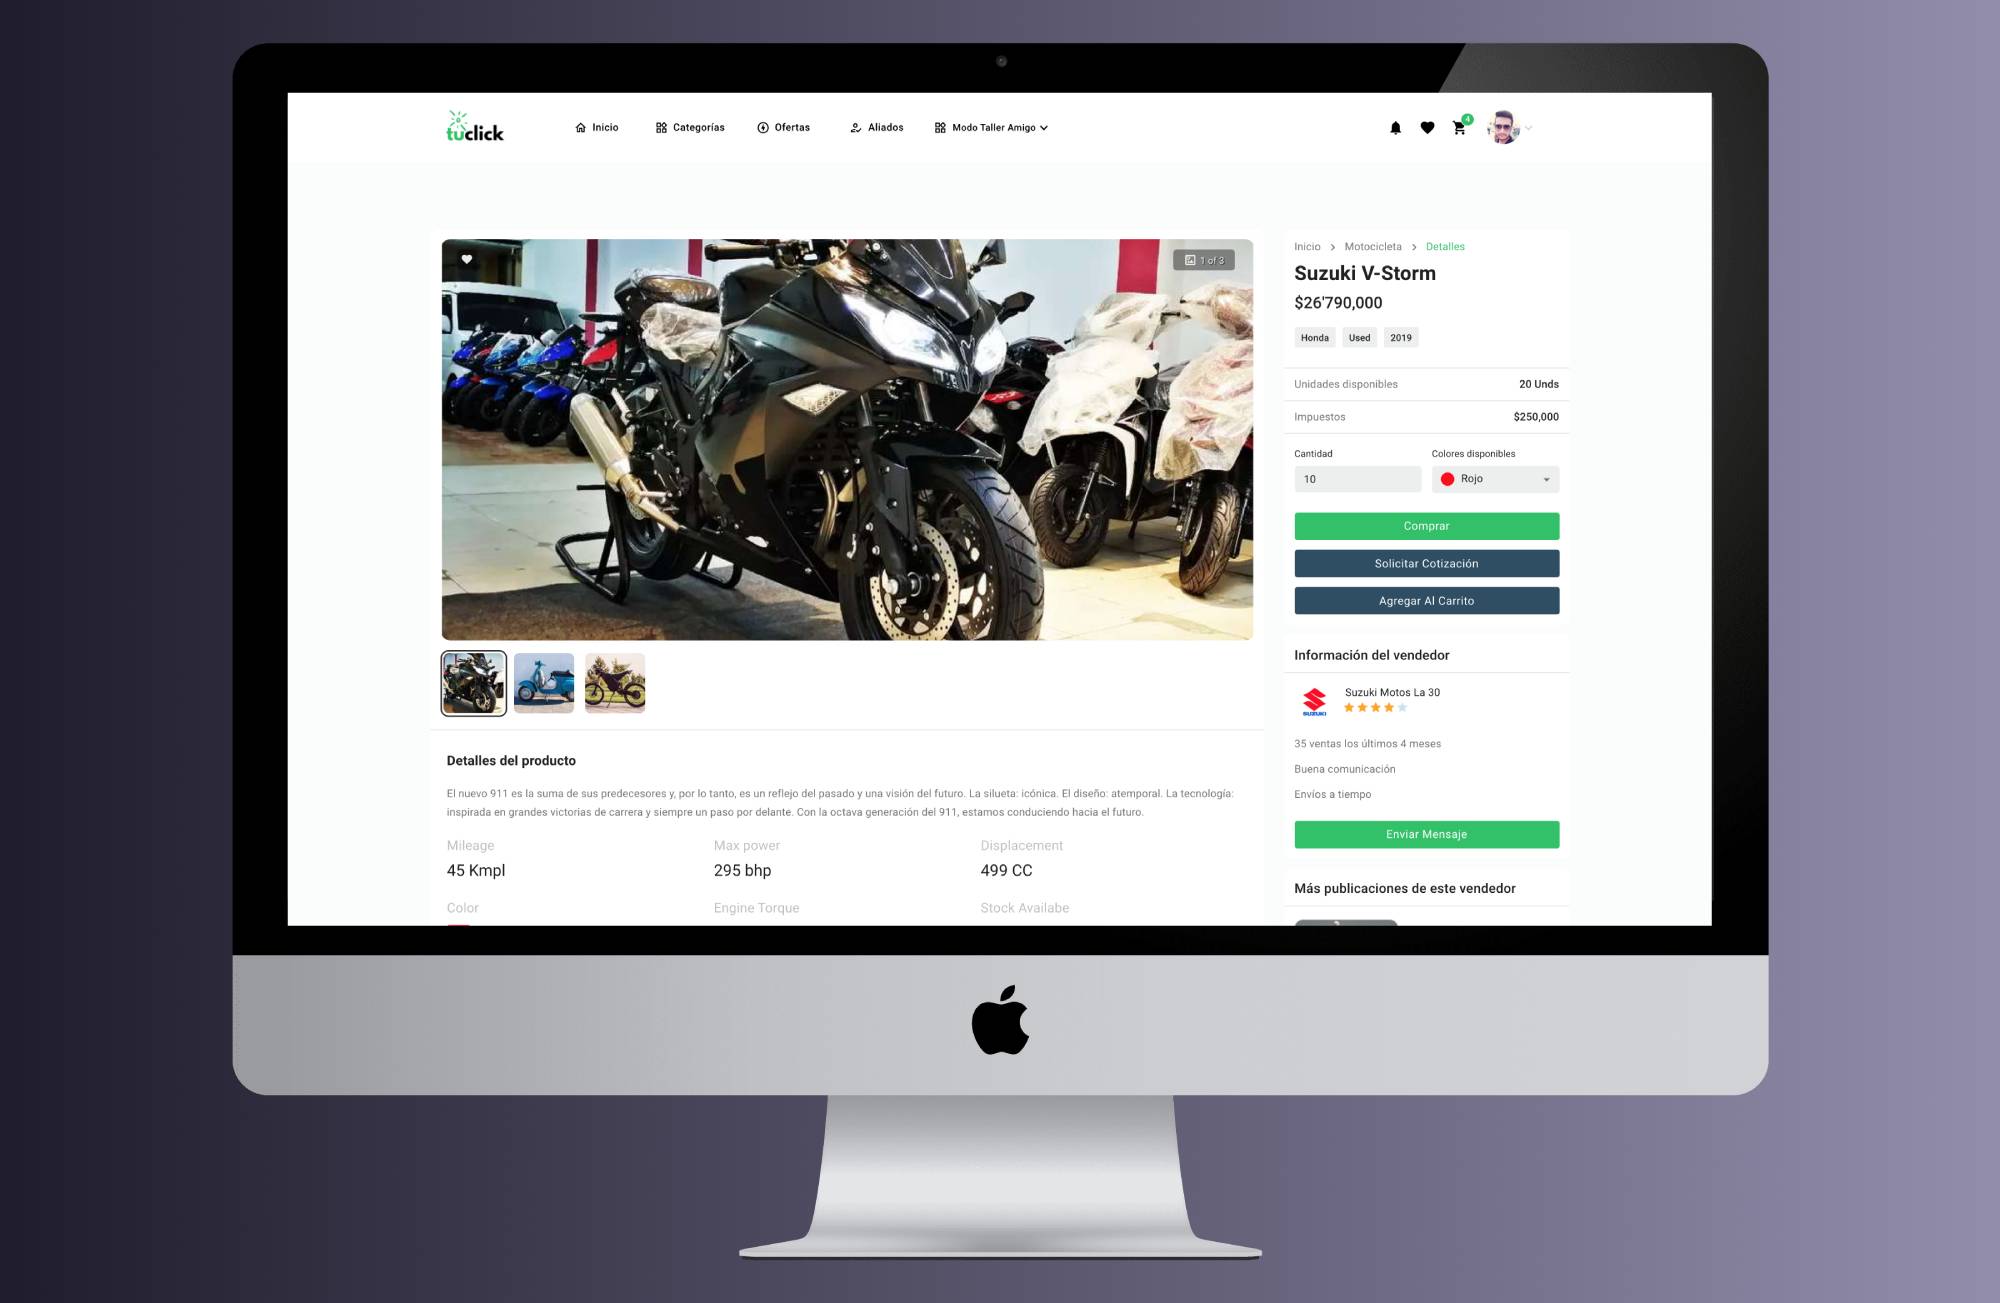 tuclick
Inicio
Categorías
Ofertas
Aliados
Modo Taller Amigo
4
1 of 3
Inicio > Motocicleta > Detalles
Suzuki V-Storm
$26'790,000
Honda Used 2019
Unidades disponibles 20 Unds
Impuestos $250,000
Cantidad Colores disponibles
10 Rojo
Comprar
Solicitar Cotización
Agregar Al Carrito
Información del vendedor
SUZUKI
Suzuki Motos La 30
35 ventas los últimos 4 meses
Buena comunicación
Envíos a tiempo
Enviar Mensaje
Más publicaciones de este vendedor
Detalles del producto
El nuevo 911 es la suma de sus predecesores y, por lo tanto, es un reflejo del pasado y una visión del futuro. La silueta: icónica. El diseño: atemporal. La tecnología:
inspirada en grandes victorias de carrera y siempre un paso por delante. Con la octava generación del 911, estamos conduciendo hacia el futuro.
Mileage Max power Displacement
45 Kmpl 295 bhp 499 CC
Color Engine Torque Stock Availabe